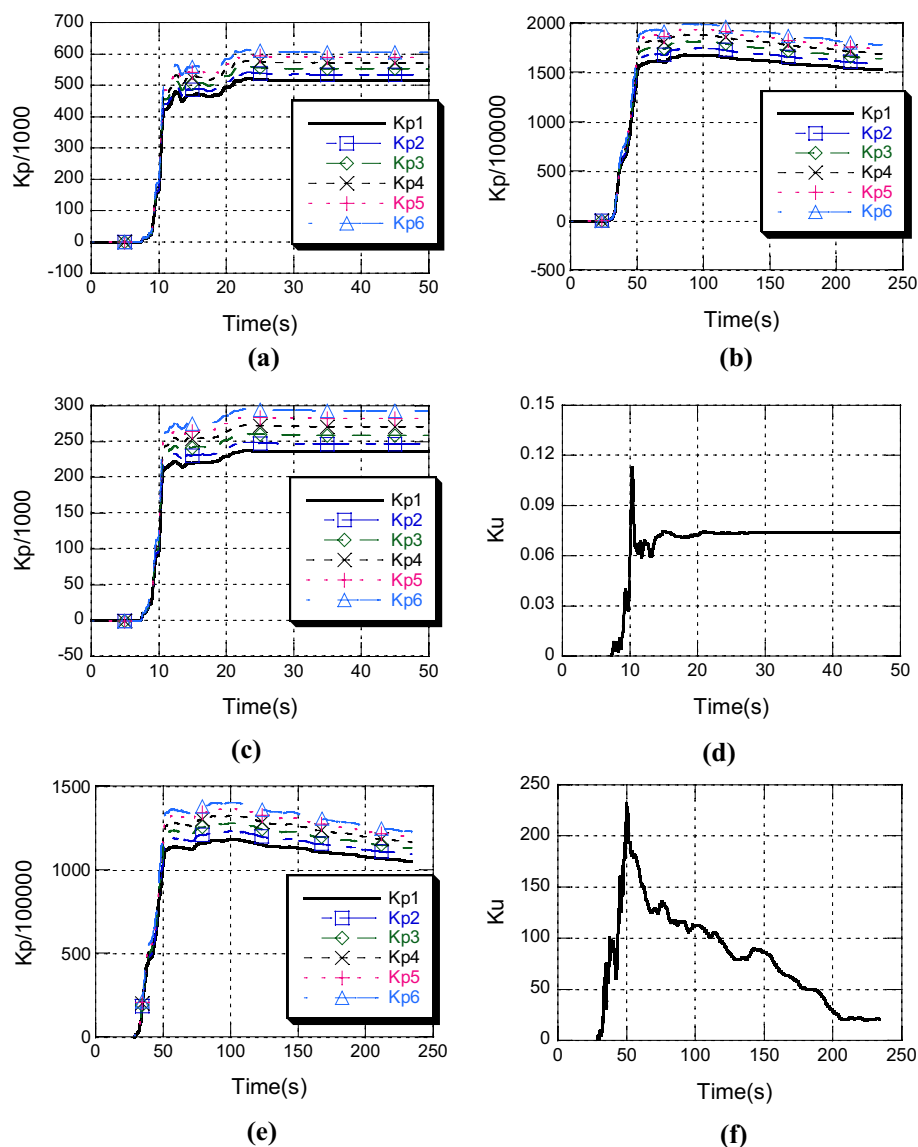 700
600
500
400
300
200
100
0
-100
Kp/1000
Kp1
Kp2
Kp3
Kp4
Kp5
Kp6
0 10 20 30 35 50
Time(s)
(a)
2000
1500
1000
500
0
-500
Kp/100000
Kp1
Kp2
Kp3
Kp4
Kp5
Kp6
0 50 100 150 200 250
Time(s)
(b)
300
250
200
150
100
50
0
-50
Kp/1000
Kp1
Kp2
Kp3
Kp4
Kp5
Kp6
0 10 20 30 40 50
Time(s)
(c)
0.15
0.12
0.09
0.06
0.03
0
Ku
0 10 20 30 40 50
Time(s)
(d)
1500
1000
500
0
Kp/100000
Kp1
Kp2
Kp3
Kp4
Kp5
Kp6
0 50 100 150 200 250
Time(s)
(e)
250
200
150
100
50
0
Ku
0 50 100 150 200 250
Time(s)
(f)